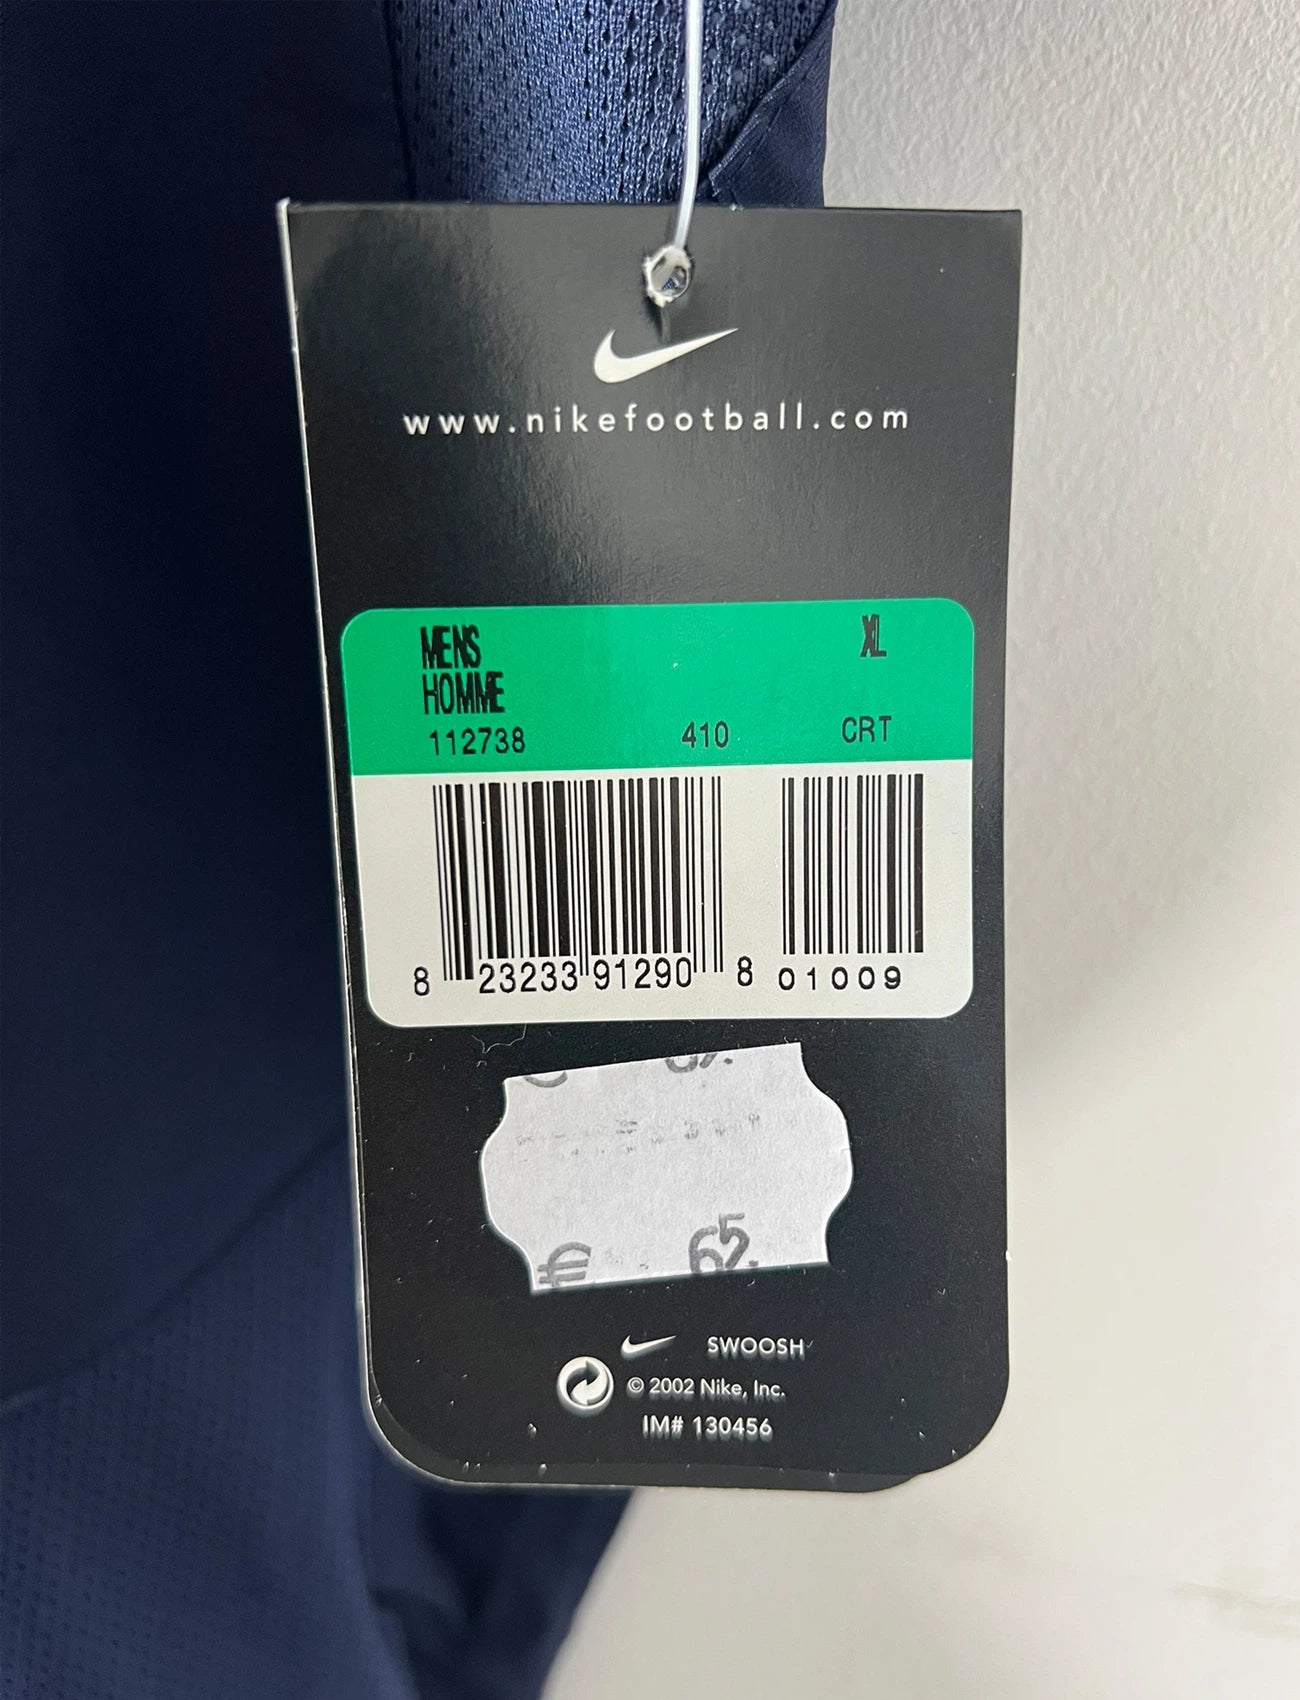 www.nikefootball.com
MENS XL
HOMME
112738 410 CRT
8 23233 91290 8 01009
€ 65.
SWOOSH
© 2002 Nike, Inc.
IM# 130456